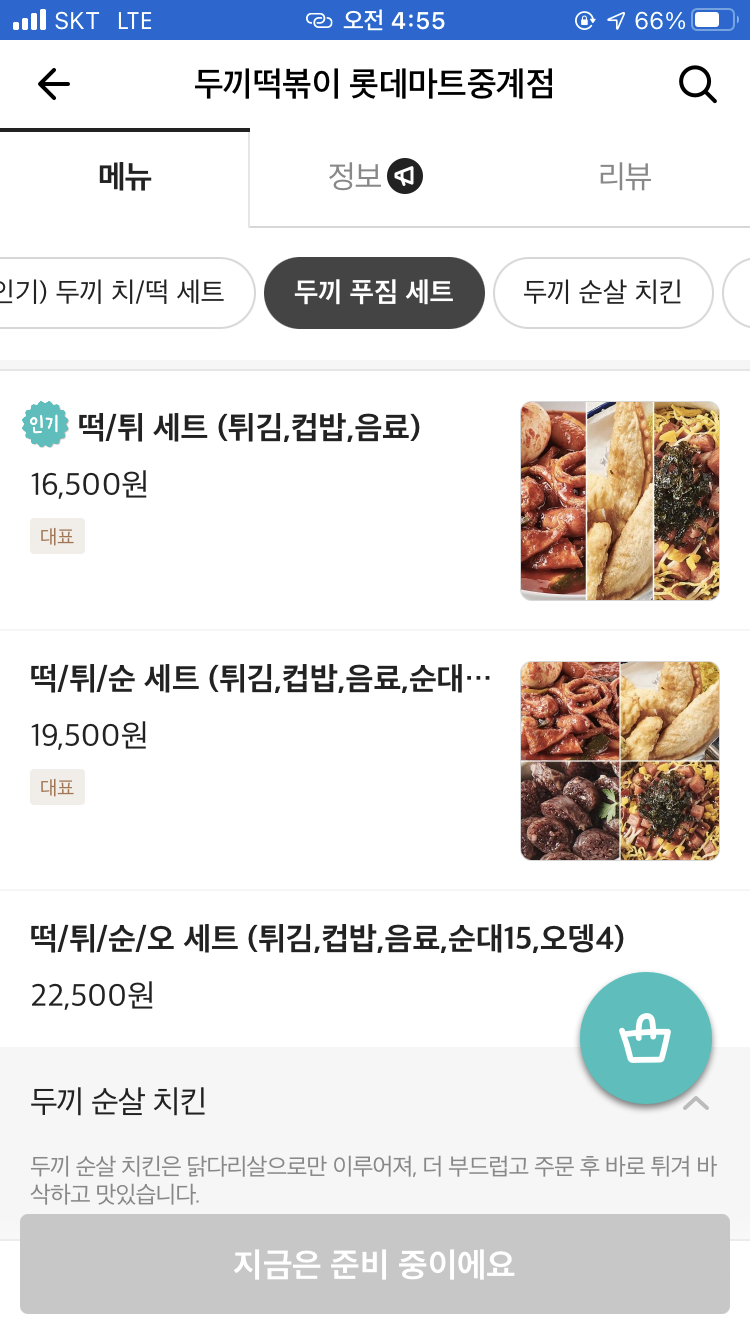 SKT LTE 오전 4:55 66%
두끼떡볶이 롯데마트중계점
메뉴 정보 리뷰
인기) 두끼 치/떡 세트 두끼 푸짐 세트 두끼 순살 치킨
인기 떡/튀 세트 (튀김,컵밥,음료)
16,500원
대표
떡/튀/순 세트 (튀김,컵밥,음료,순대…
19,500원
대표
떡/튀/순/오 세트 (튀김,컵밥,음료,순대15,오뎅4)
22,500원
두끼 순살 치킨
두끼 순살 치킨은 닭다리살으로만 이루어져, 더 부드럽고 주문 후 바로 튀겨 바
삭하고 맛있습니다.
지금은 준비 중이에요